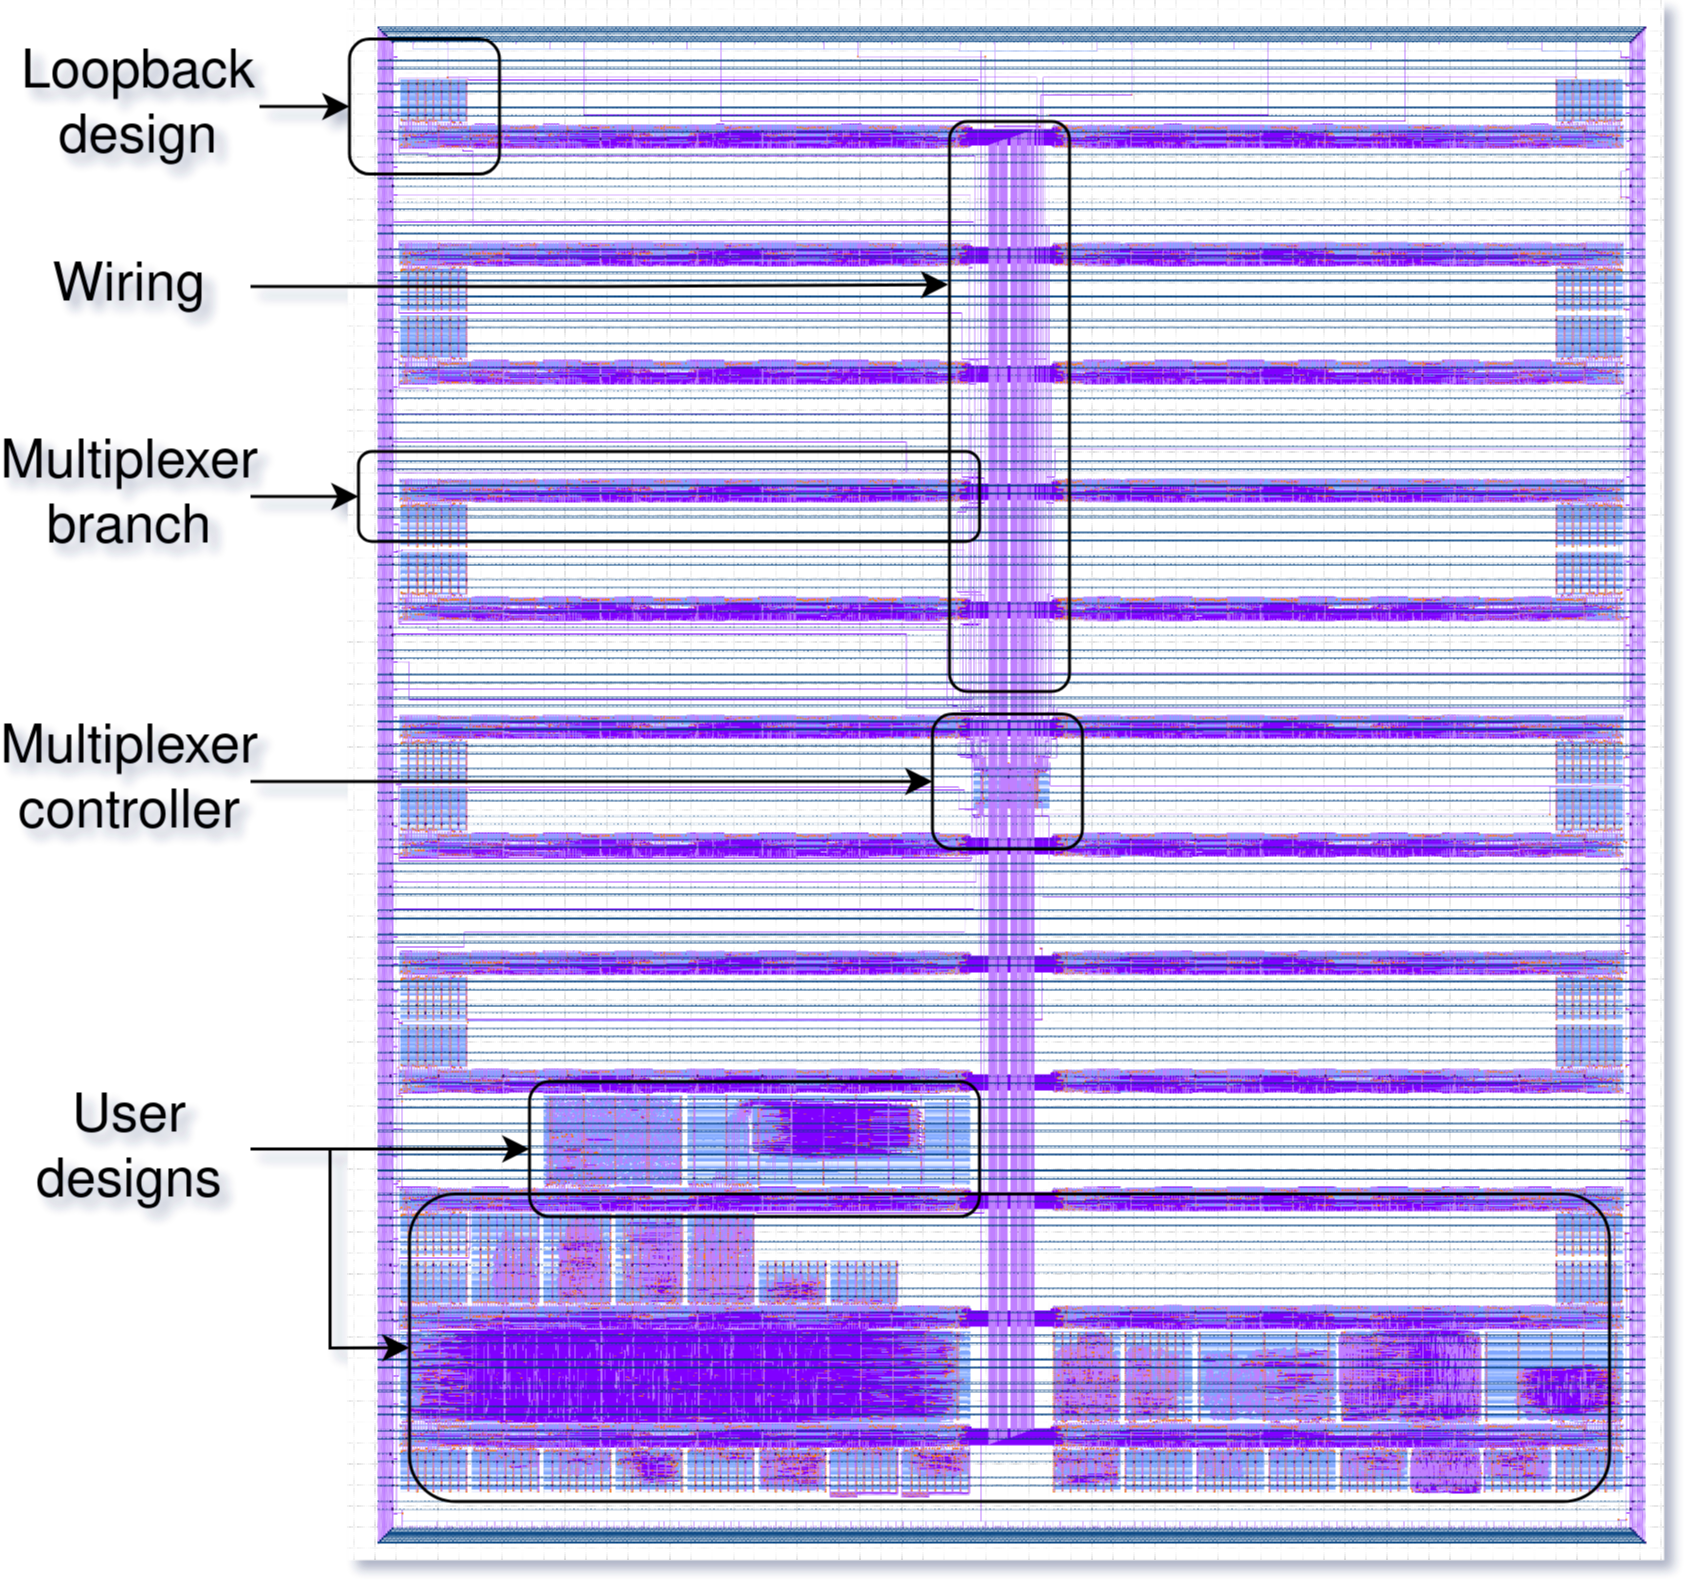 Loopback
design
Wiring
Multiplexer
branch
Multiplexer
controller
User
designs